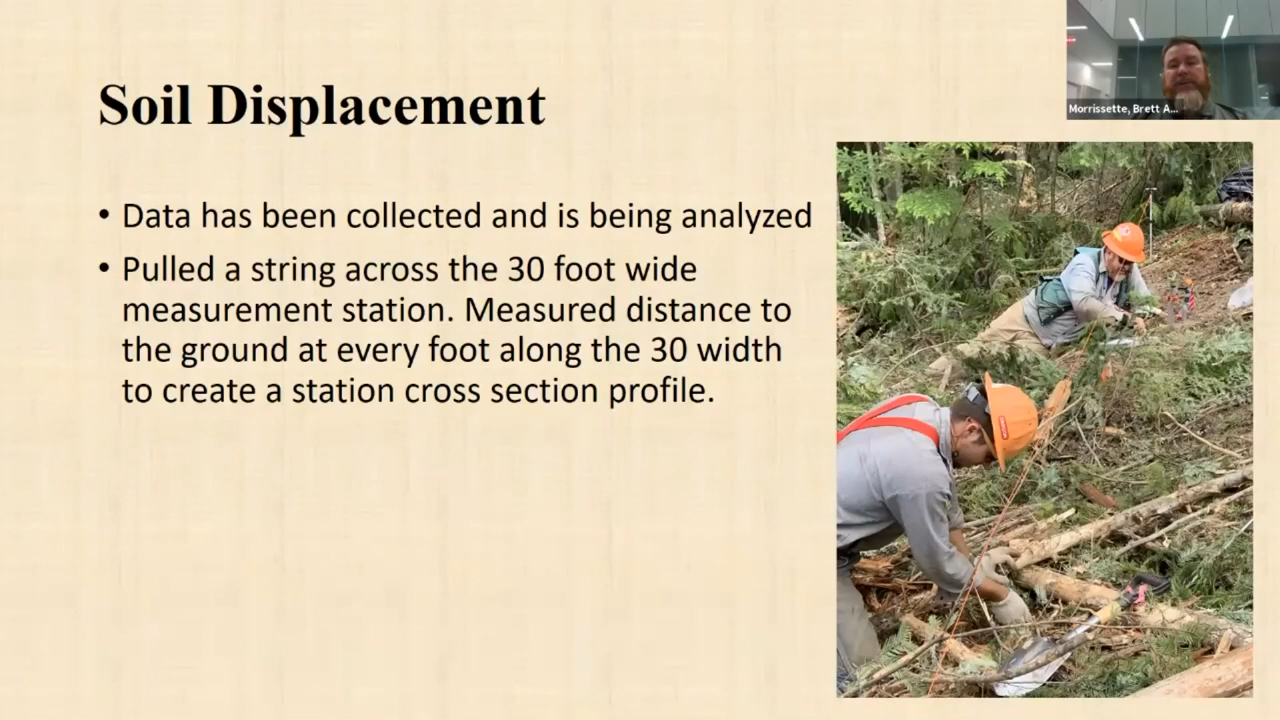 Morrissette, Brett A...
Soil Displacement
• Data has been collected and is being analyzed
• Pulled a string across the 30 foot wide
measurement station. Measured distance to
the ground at every foot along the 30 width
to create a station cross section profile.